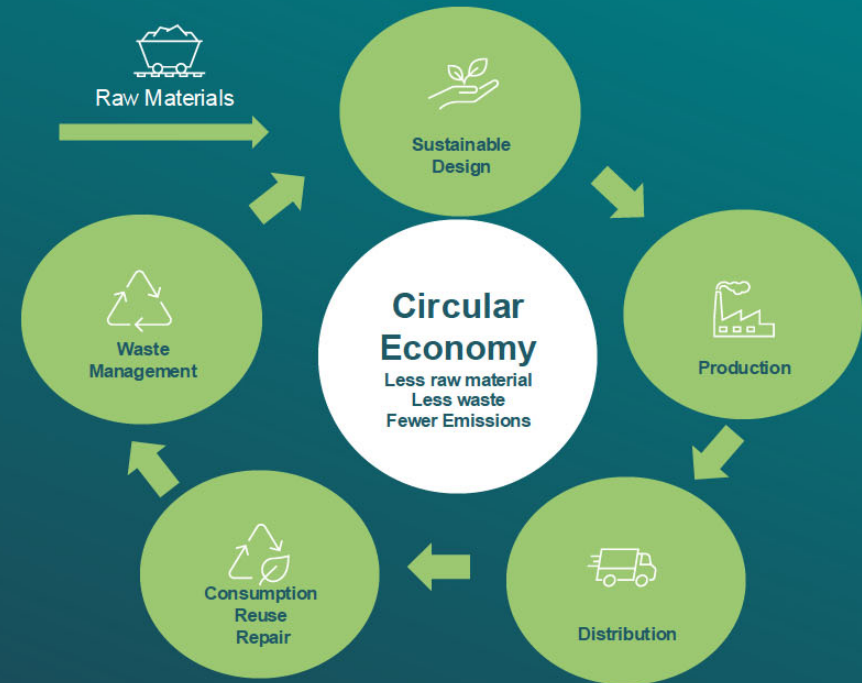 Raw Materials
Sustainable
Design
Production
Distribution
Consumption
Reuse
Repair
Waste
Management
Circular
Economy
Less raw material
Less waste
Fewer Emissions